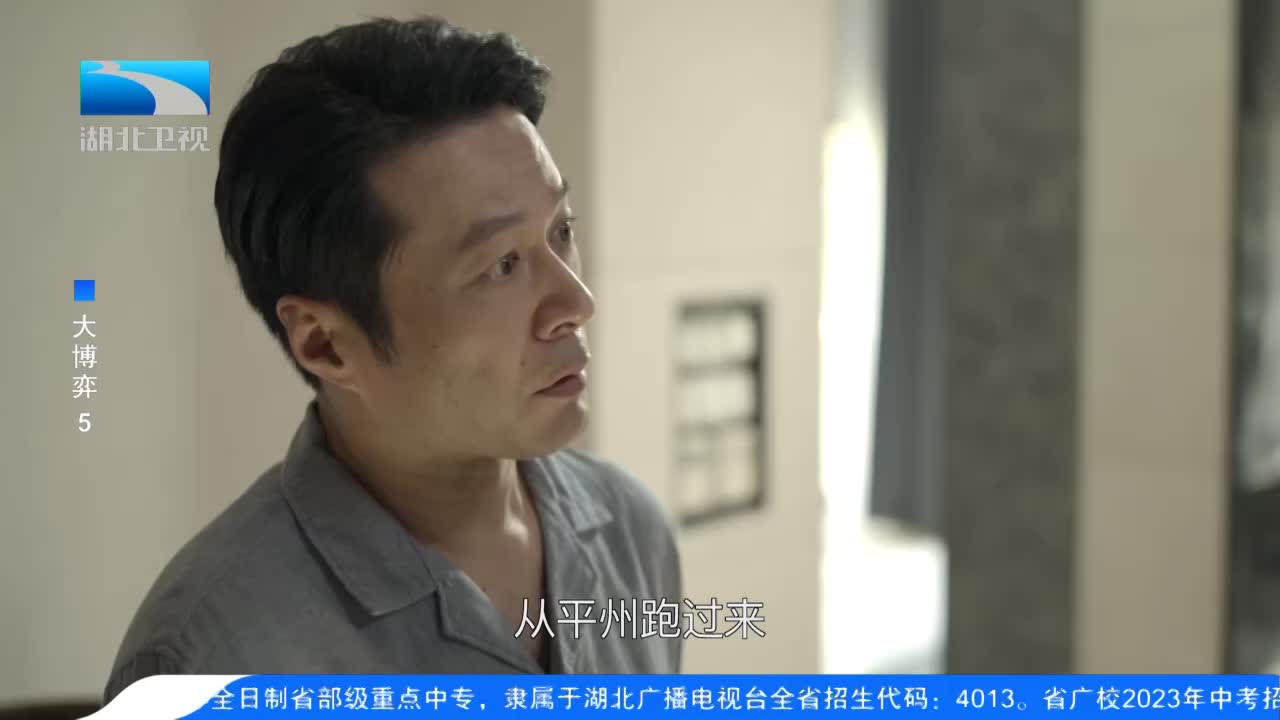 湖北卫视
大博弈
5
从平州跑过来
全日制省部级重点中专，隶属于湖北广播电视台全省招生代码：4013。省广校2023年中考招